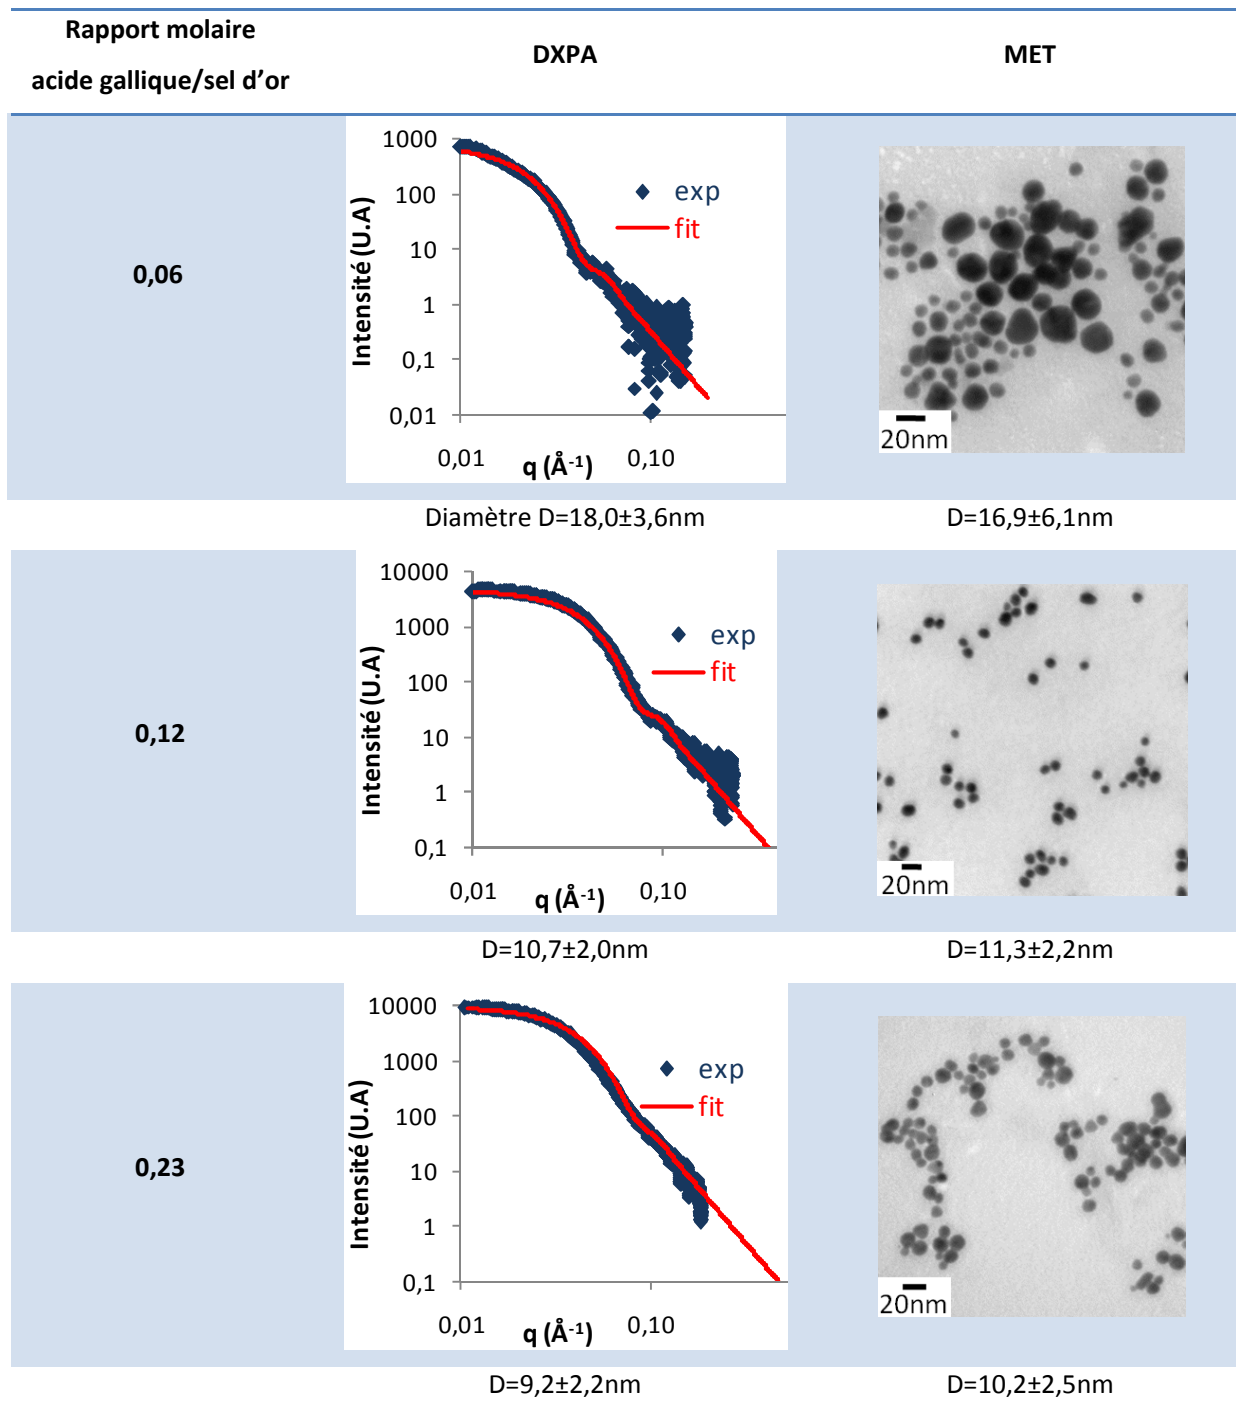 Rapport molaire
acide gallique/sel d'or
DXPA
MET
0,06
1000
100
10
1
0,1
0,01
Intensité (U.A)
exp
fit
0,01
q (Å-1)
0,10
20nm
Diamètre D=18,0±3,6nm
D=16,9±6,1nm
0,12
10000
1000
100
10
1
0,1
Intensité (U.A)
exp
fit
0,01
q (Å-1)
0,10
20nm
D=10,7±2,0nm
D=11,3±2,2nm
0,23
10000
1000
100
10
1
0,1
Intensité (U.A)
exp
fit
0,01
q (Å-1)
0,10
20nm
D=9,2±2,2nm
D=10,2±2,5nm